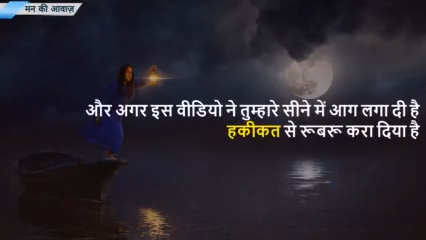 मन की आवाज़
और अगर इस वीडियो ने तुम्हारे सीने में आग लगा दी है
हकीकत से रूबरू करा दिया है